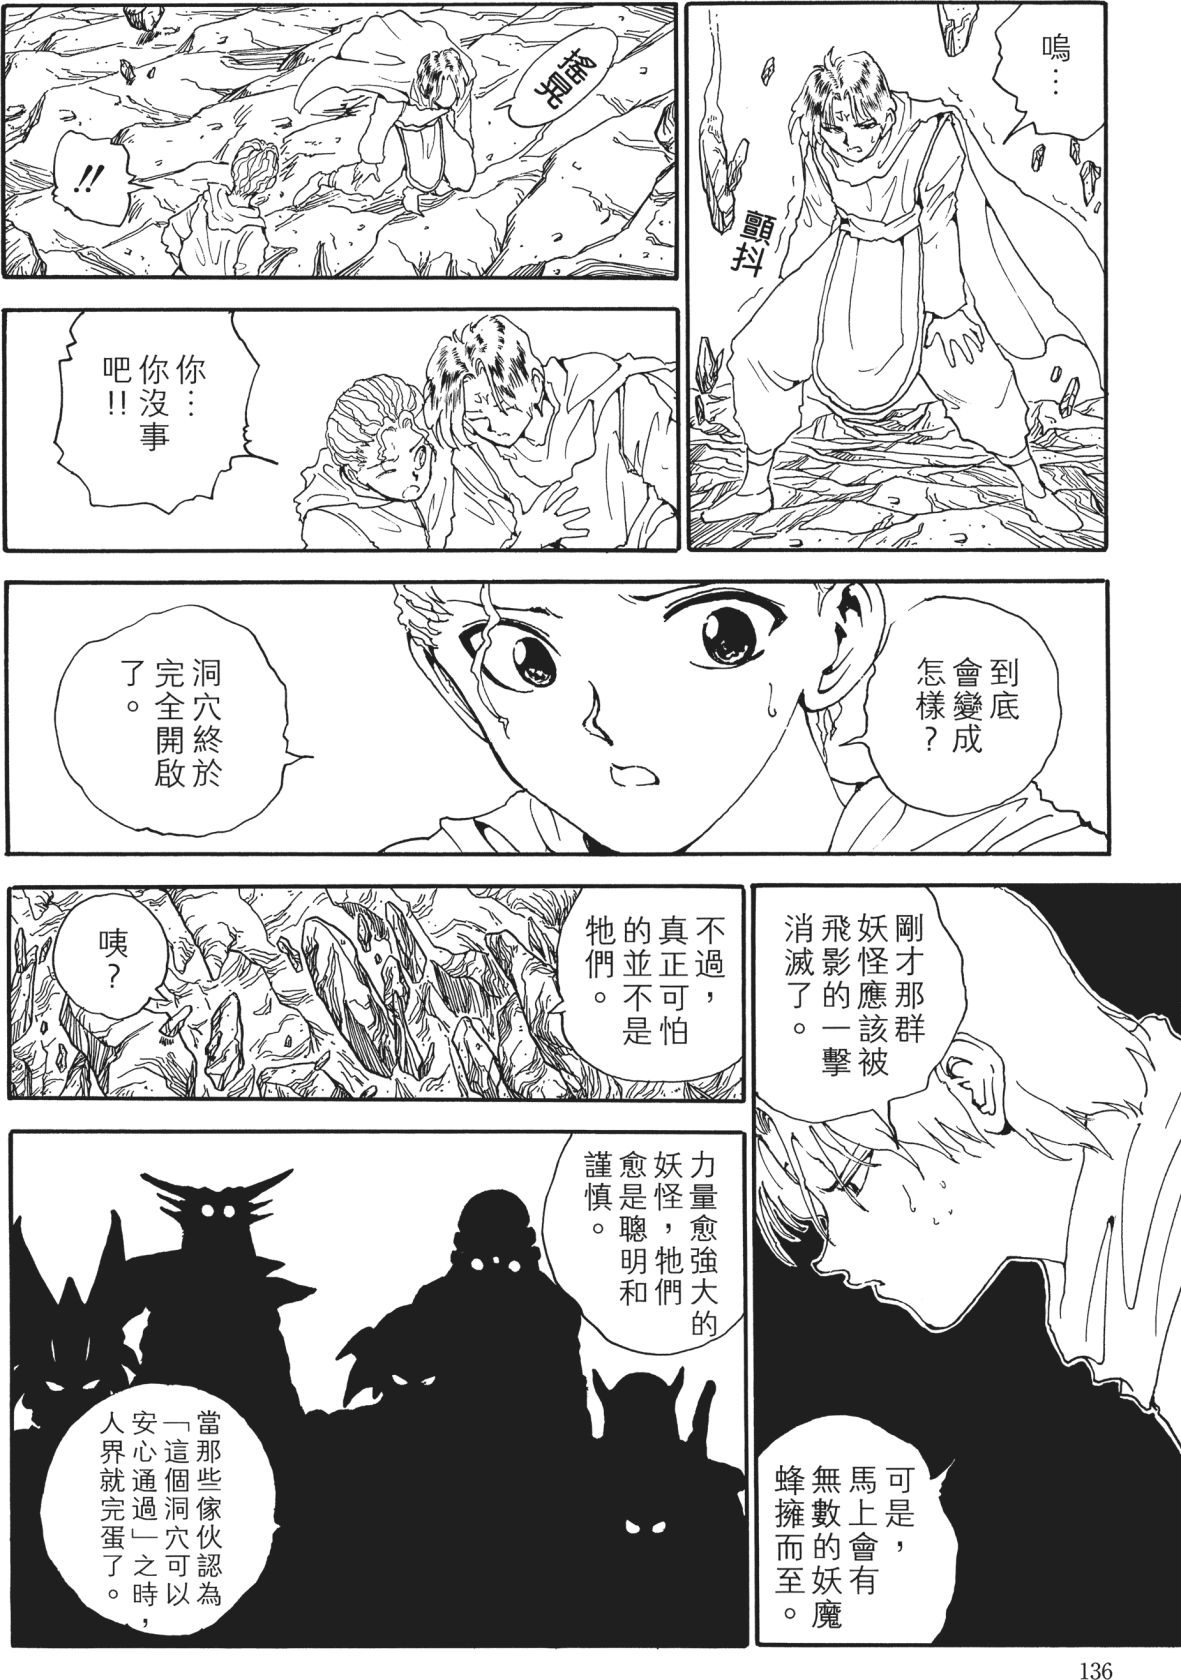 嗚…
顫抖
搖晃
!!
你…
你沒事
吧!!
到底
會變成
怎樣?
洞穴終於
完全開啟
了。
剛才那群
妖怪應該被
飛影的一擊
消滅了。
可是，
馬上會有
無數的妖魔
蜂擁而至。
不過，
真正可怕
的並不是
牠們。
咦?
力量愈強大的
妖怪，牠們
愈是聰明和
謹慎。
當那些傢伙認為
「這個洞穴可以
安心通過」之時，
人界就完蛋了。
136